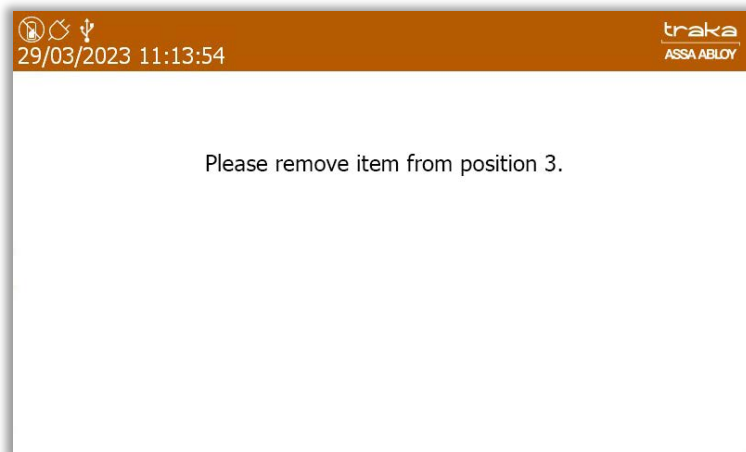 29/03/2023 11:13:54
traka
ASSA ABLOY
Please remove item from position 3.